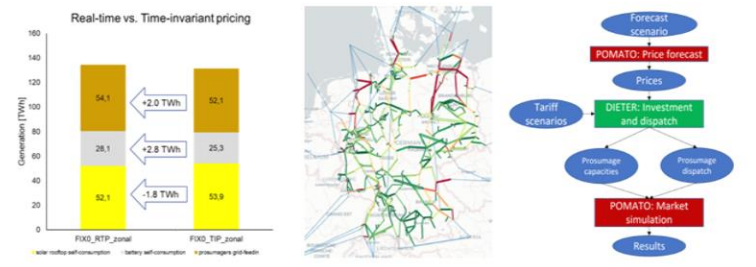 Real-time vs. Time-invariant pricing
160
140
120
100
80
60
40
20
0
Generation [TWh]
54,1
+2.0 TWh
52,1
28,1
+2.8 TWh
25,3
52,1
-1.8 TWh
53,9
FIX0_RTP_zonal
FIX0_TIP_zonal
solar rooftop self-consumption
battery self-consumption
prosumagers grid-feedin
Forecast
scenario
POMATO: Price forecast
Prices
Tariff
scenarios
DIETER: Investment
and dispatch
Prosumage
capacities
Prosumage
dispatch
POMATO: Market
simulation
Results